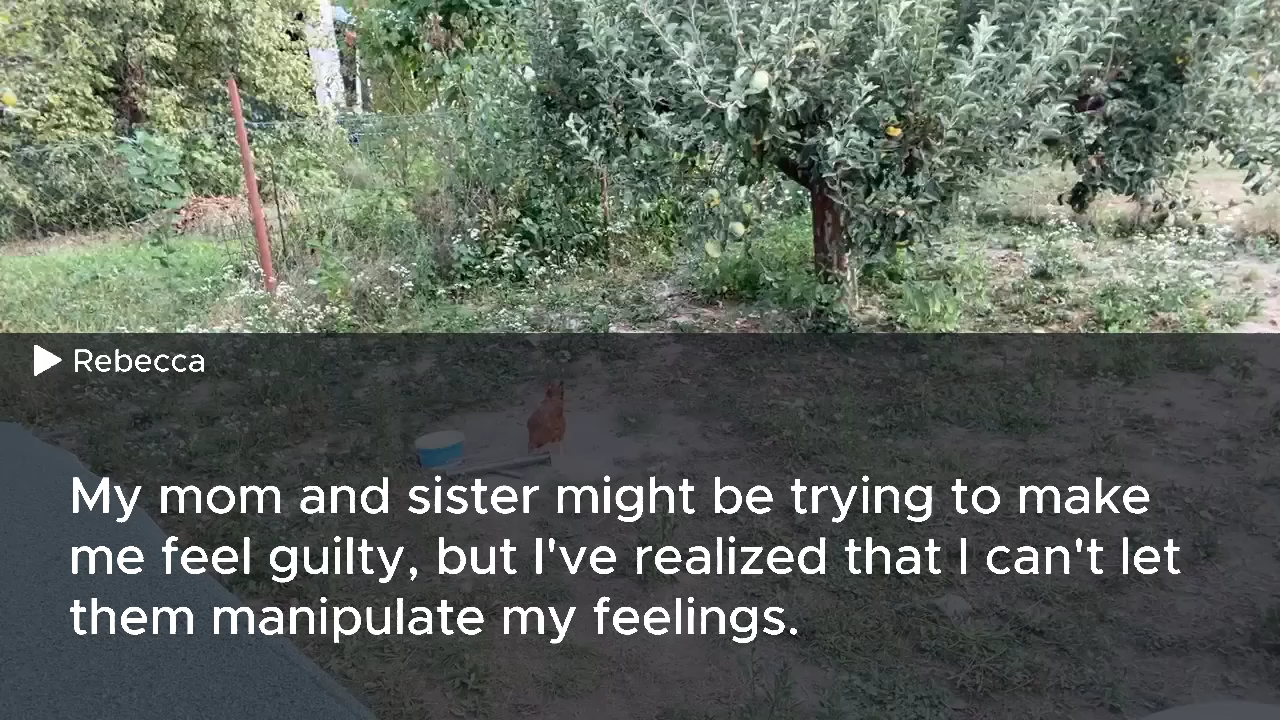 Rebecca
My mom and sister might be trying to make
me feel guilty, but I've realized that I can't let
them manipulate my feelings.